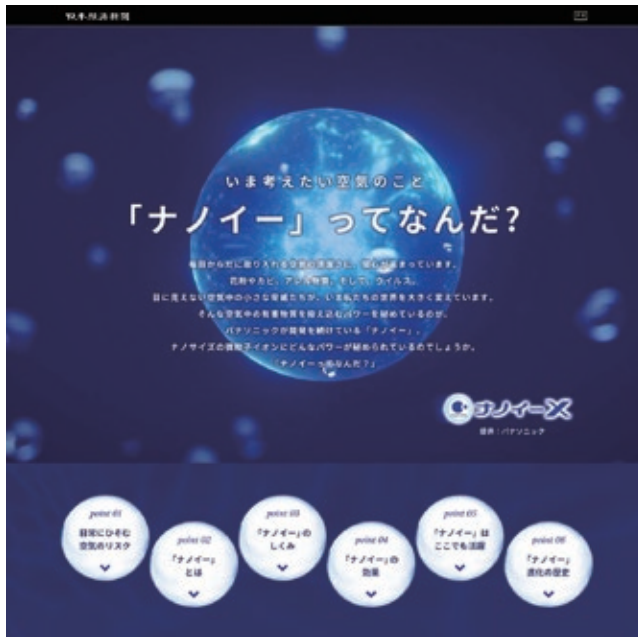 いま考えたい空気のこと
「ナノイー」ってなんだ?
毎日からだに取り入れる空気の清潔さに、関心が高まっています。
花粉やカビ、アレル物質、そして、ウイルス。
目に見えない空気中の小さな脅威たちが、いま私たちの世界を大きく変えています。
そんな空気中の有害物質を抑え込むパワーを秘めているのが、
パナソニックが開発を続けている「ナノイー」。
ナノサイズの微粒子イオンにどんなパワーが秘められているのでしょうか。
「ナノイーってなんだ?」
ナノイーX
提供:パナソニック
point 01
日常にひそむ
空気のリスク
point 02
「ナノイー」
とは
point 03
「ナノイー」の
しくみ
point 04
「ナノイー」の
効果
point 05
「ナノイー」は
ここでも活躍
point 06
「ナノイー」
進化の歴史